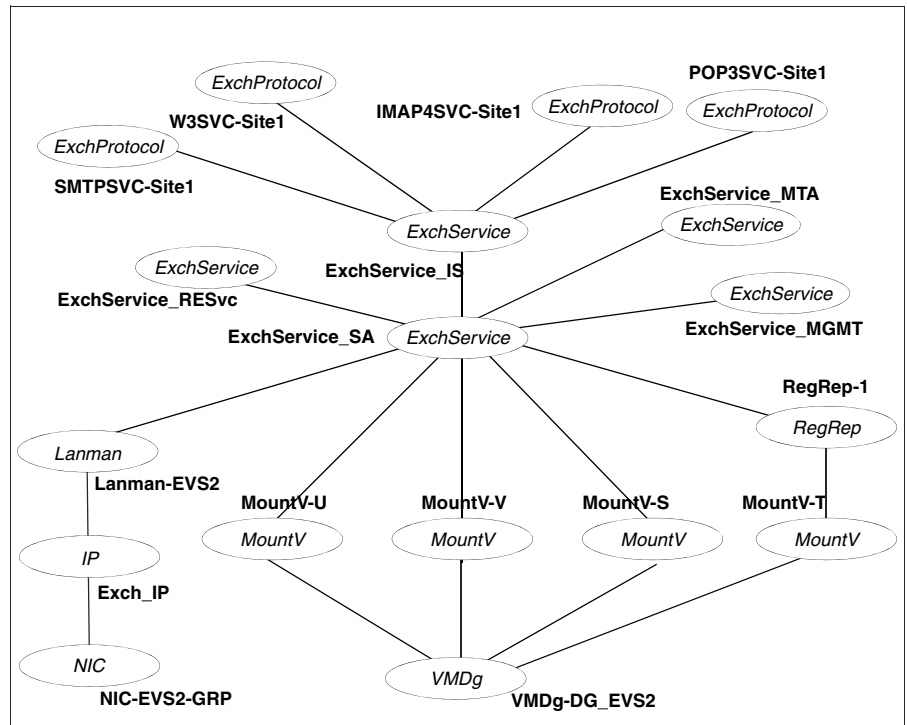 ExchProtocol
W3SVC-Site1
ExchProtocol
SMTPSVC-Site1
IMAP4SVC-Site1
ExchProtocol
POP3SVC-Site1
ExchProtocol
ExchService
ExchService_IS
ExchService_MTA
ExchService
ExchService
ExchService_RESvc
ExchService
ExchService_MGMT
ExchService_SA
ExchService
RegRep-1
RegRep
Lanman
Lanman-EVS2
MountV-U
MountV
MountV-V
MountV
MountV-S
MountV
MountV-T
MountV
IP
Exch_IP
NIC
NIC-EVS2-GRP
VMDg
VMDg-DG_EVS2